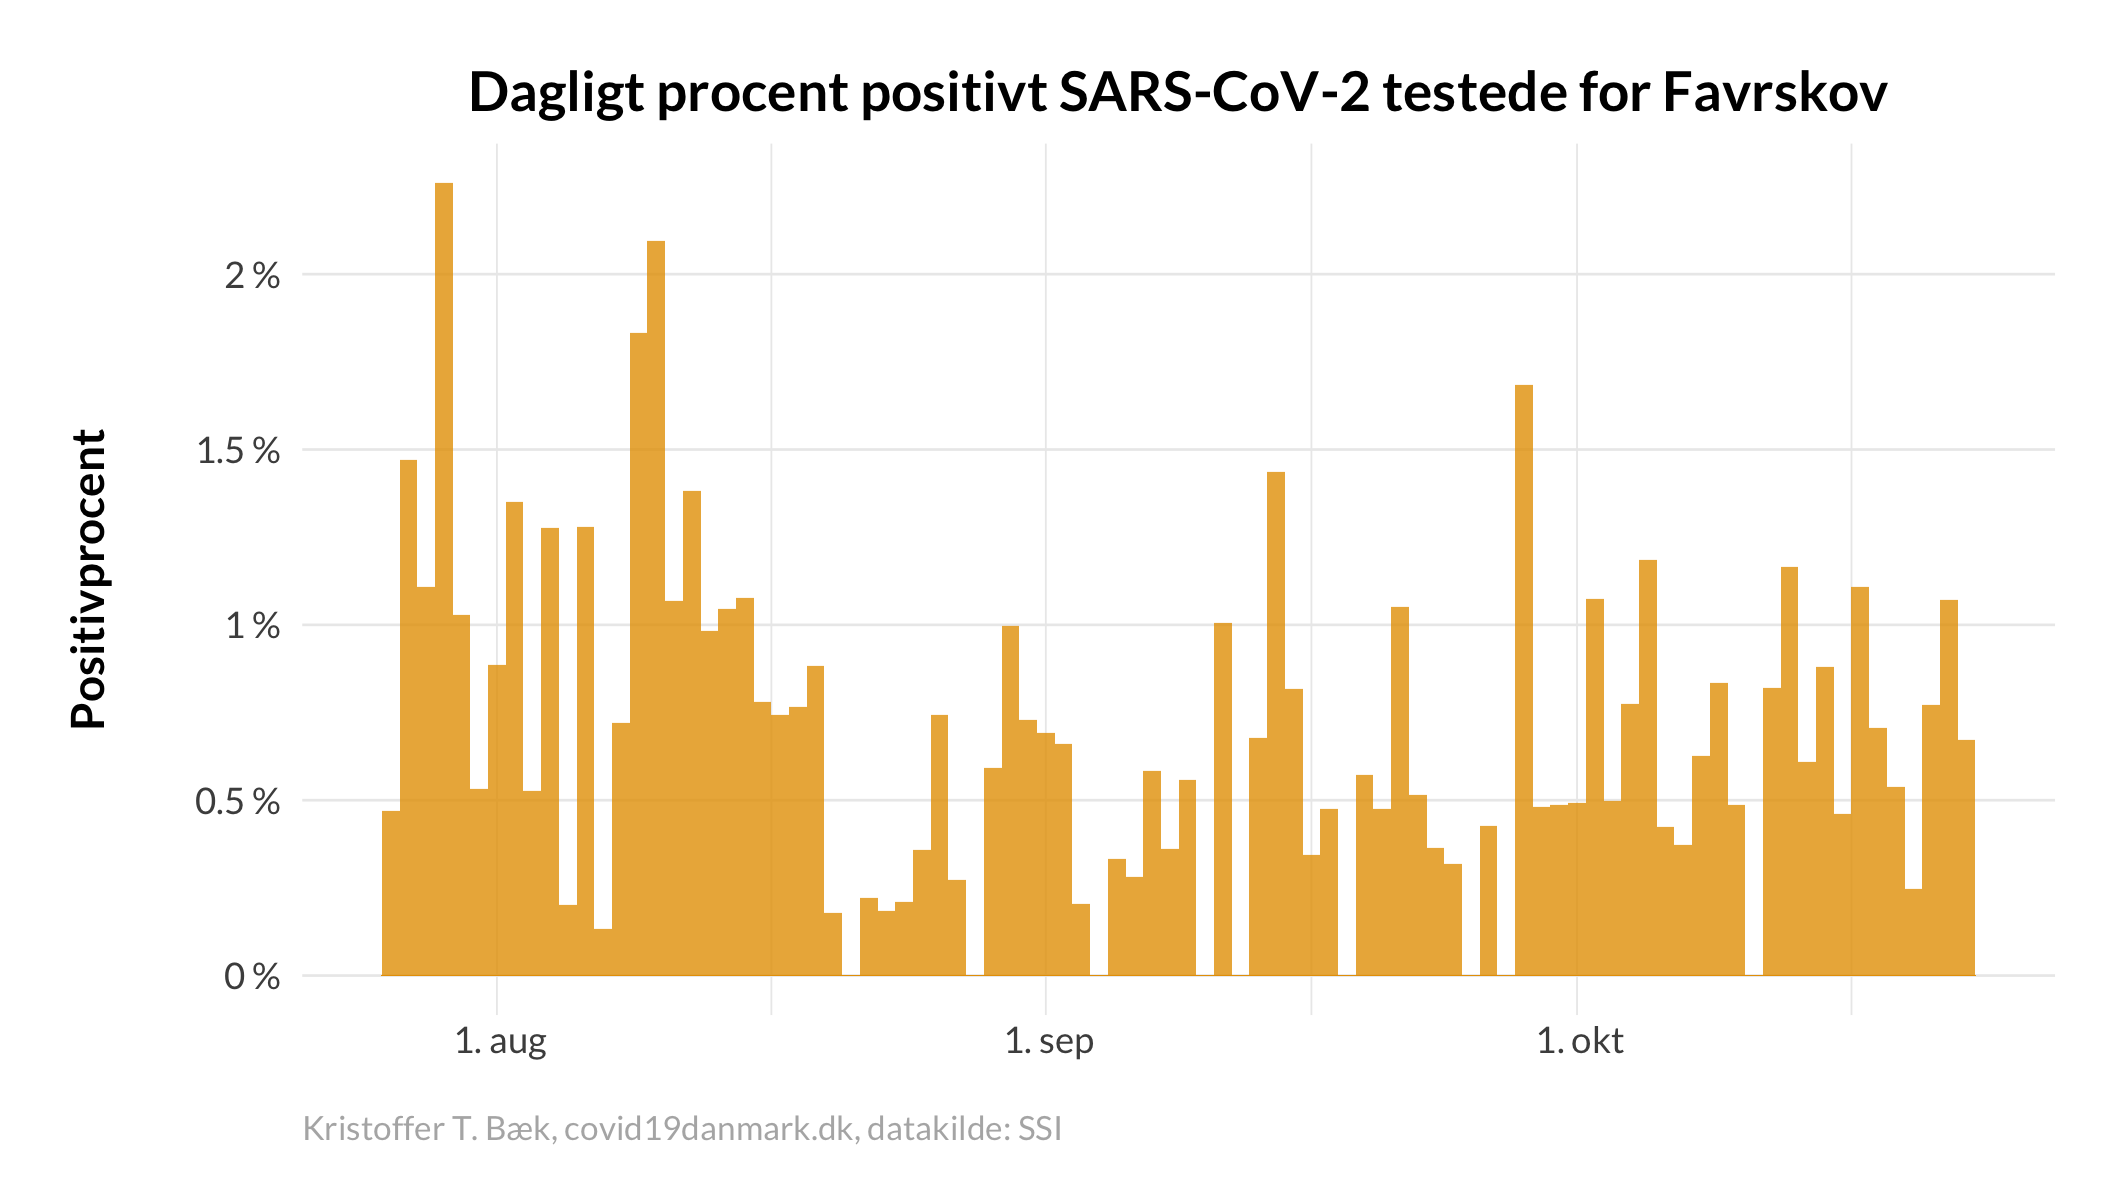 Dagligt procent positivt SARS-CoV-2 testede for Favrskov
Positivprocent
2 %
1.5 %
1 %
0.5 %
0 %
1. aug
1. sep
1. okt
Kristoffer T. Bæk, covid19danmark.dk, datakilde: SSI